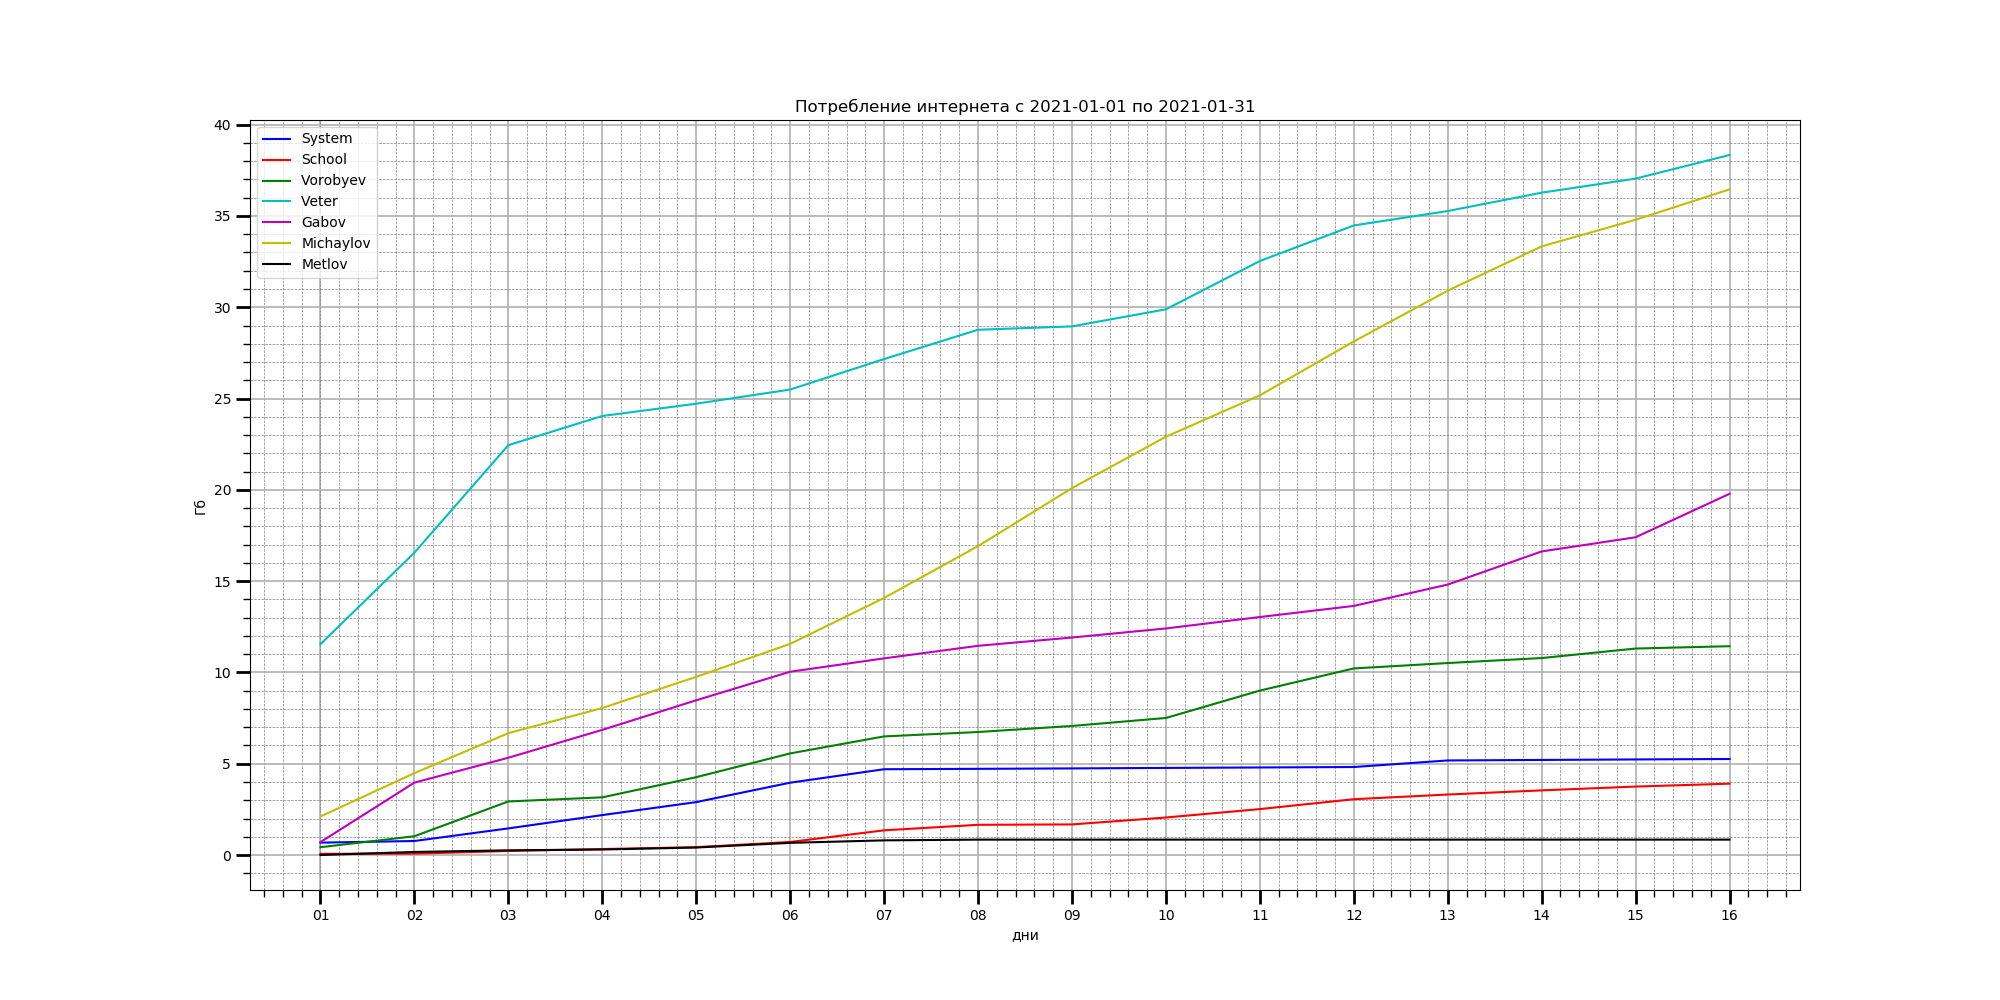 Потребление интернета с 2021-01-01 по 2021-01-31
System
School
Vorobyev
Veter
Gabov
Michaylov
Metlov
40
35
30
25
20
15
10
5
0
Гб
01 02 03 04 05 06 07 08 09 10 11 12 13 14 15 16
дни